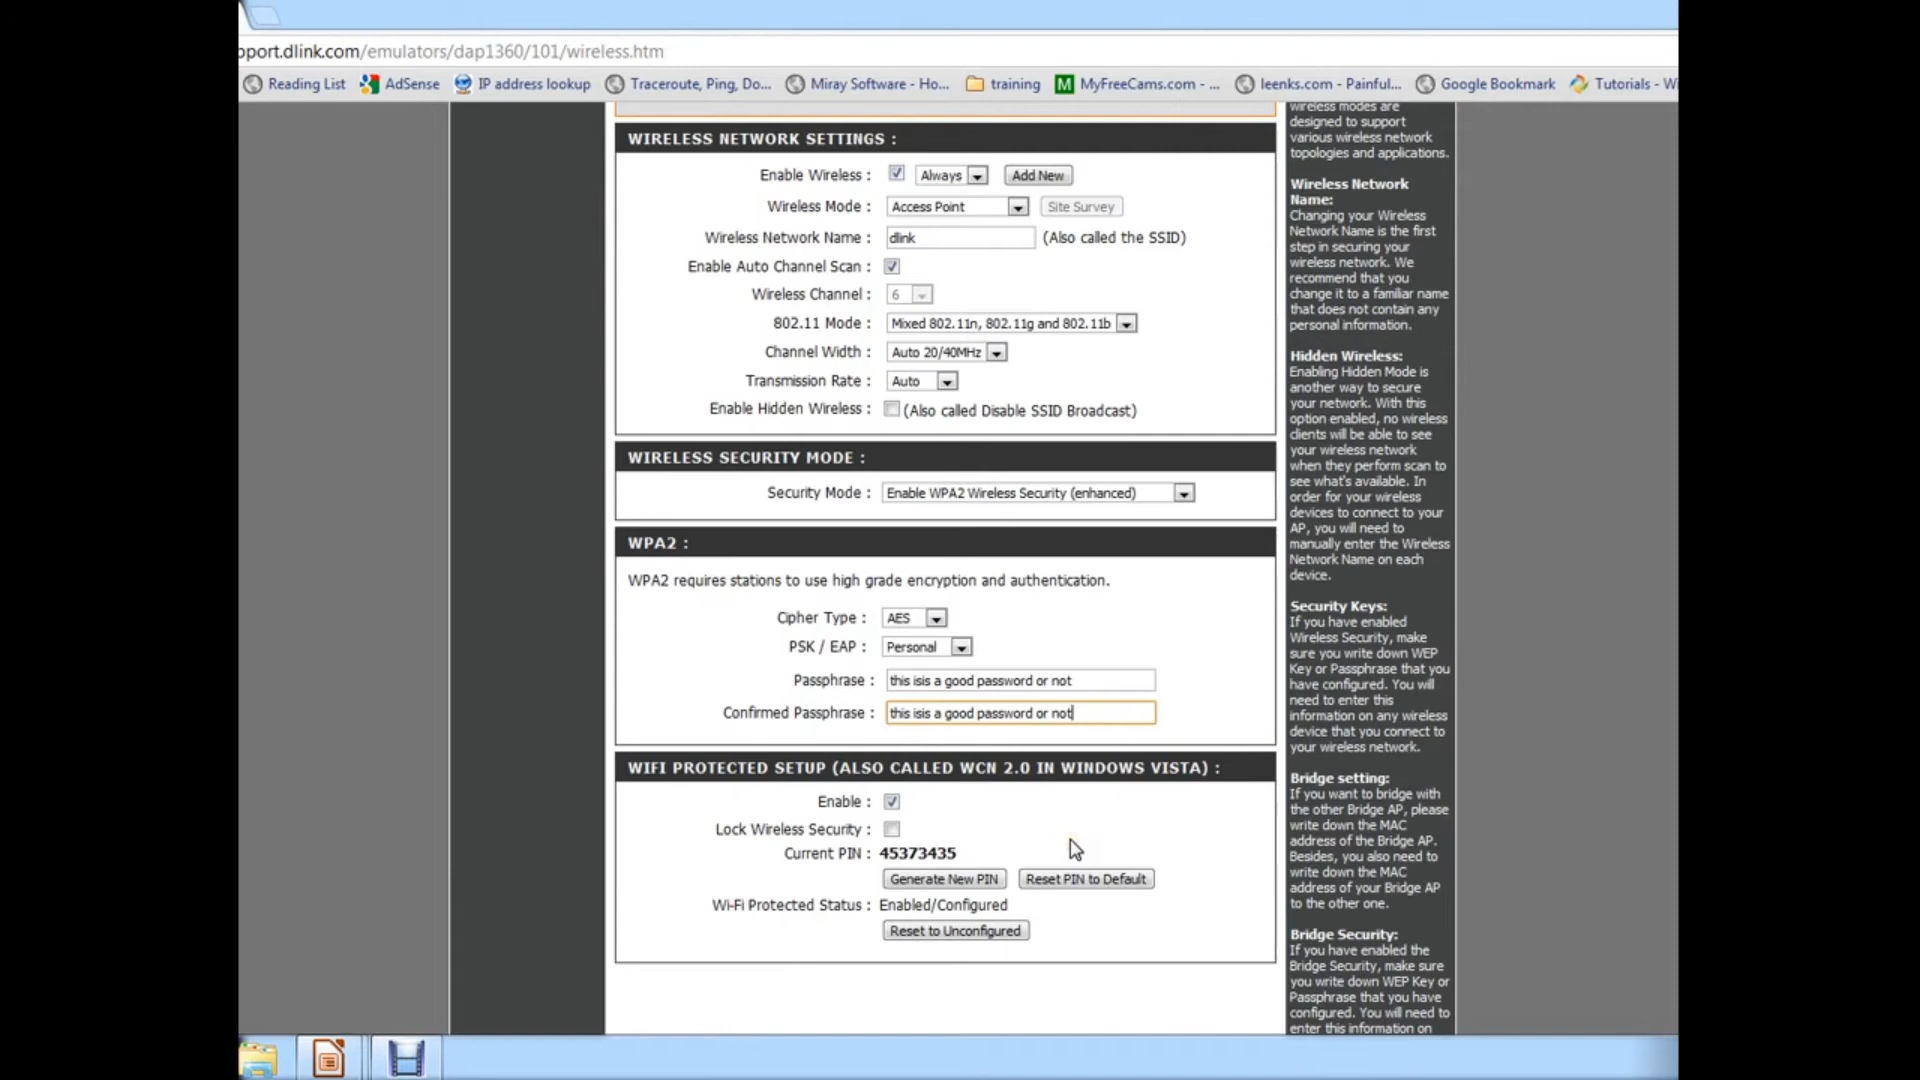 pport.dlink.com/emulators/dap1360/101/wireless.htm
Reading List AdSense IP address lookup Traceroute, Ping, Do... Miray Software - Ho... training MyFreeCams.com - ... leenks.com - Painful... Google Bookmark Tutorials - Wi
WIRELESS NETWORK SETTINGS :
Enable Wireless : Always Add New
Wireless Mode : Access Point Site Survey
Wireless Network Name : dlink (Also called the SSID)
Enable Auto Channel Scan :
Wireless Channel : 6
802.11 Mode : Mixed 802.11n, 802.11g and 802.11b
Channel Width : Auto 20/40MHz
Transmission Rate : Auto
Enable Hidden Wireless : (Also called Disable SSID Broadcast)
WIRELESS SECURITY MODE :
Security Mode : Enable WPA2 Wireless Security (enhanced)
WPA2 :
WPA2 requires stations to use high grade encryption and authentication.
Cipher Type : AES
PSK / EAP : Personal
Passphrase : this isis a good password or not
Confirmed Passphrase : this isis a good password or not
WIFI PROTECTED SETUP (ALSO CALLED WCN 2.0 IN WINDOWS VISTA) :
Enable :
Lock Wireless Security :
Current PIN : 45373435
Generate New PIN Reset PIN to Default
Wi-Fi Protected Status : Enabled/Configured
Reset to Unconfigured
wireless modes are
designed to support
various wireless network
topologies and applications.
Wireless Network
Name:
Changing your Wireless
Network Name is the first
step in securing your
wireless network. We
recommend that you
change it to a familiar name
that does not contain any
personal information.
Hidden Wireless:
Enabling Hidden Mode is
another way to secure
your network. With this
option enabled, no wireless
clients will be able to see
your wireless network
when they perform scan to
see what's available. In
order for your wireless
devices to connect to your
AP, you will need to
manually enter the Wireless
Network Name on each
device.
Security Keys:
If you have enabled
Wireless Security, make
sure you write down WEP
Key or Passphrase that you
have configured. You will
need to enter this
information on any wireless
device that you connect to
your wireless network.
Bridge setting:
If you want to bridge with
the other Bridge AP, please
write down the MAC
address of the Bridge AP.
Besides, you also need to
write down the MAC
address of your Bridge AP
to the other one.
Bridge Security:
If you have enabled the
Bridge Security, make sure
you write down WEP Key or
Passphrase that you have
configured. You will need to
enter this information on